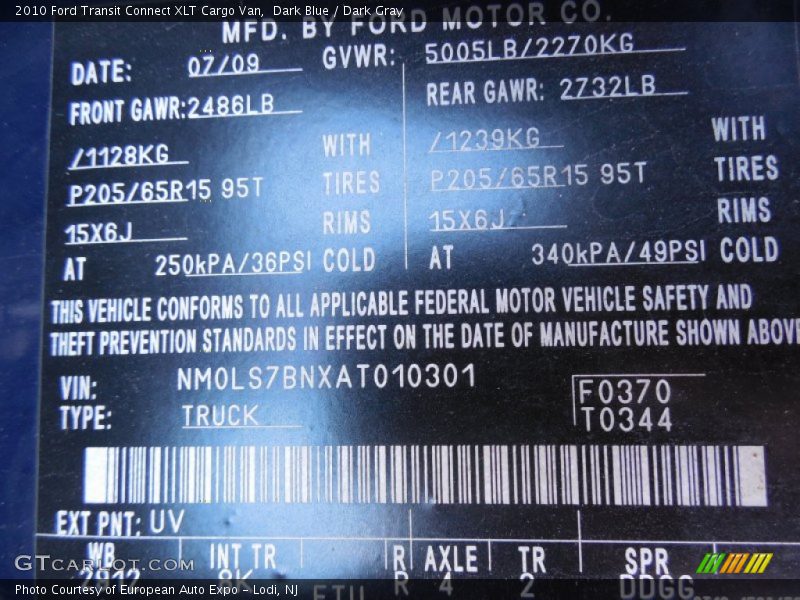 2010 Ford Transit Connect XLT Cargo Van, Dark Blue / Dark Gray
MFD. BY FORD MOTOR CO.
DATE: 07/09 GVWR: 5005LB/2270KG
FRONT GAWR:2486LB REAR GAWR: 2732LB
/1128KG WITH /1239KG WITH
P205/65R15 95T TIRES P205/65R15 95T TIRES
15X6J RIMS 15X6J RIMS
AT 250kPA/36PSI COLD AT 340kPA/49PSI COLD
THIS VEHICLE CONFORMS TO ALL APPLICABLE FEDERAL MOTOR VEHICLE SAFETY AND
THEFT PREVENTION STANDARDS IN EFFECT ON THE DATE OF MANUFACTURE SHOWN ABOVE
VIN: NM0LS7BNXAT010301 F0370
TYPE: TRUCK T0344
EXT PNT: UV
WB INT TR R AXLE TR SPR
2912 8K R 4 2 DDGG
GTCARLOT.COM
Photo Courtesy of European Auto Expo - Lodi, NJ